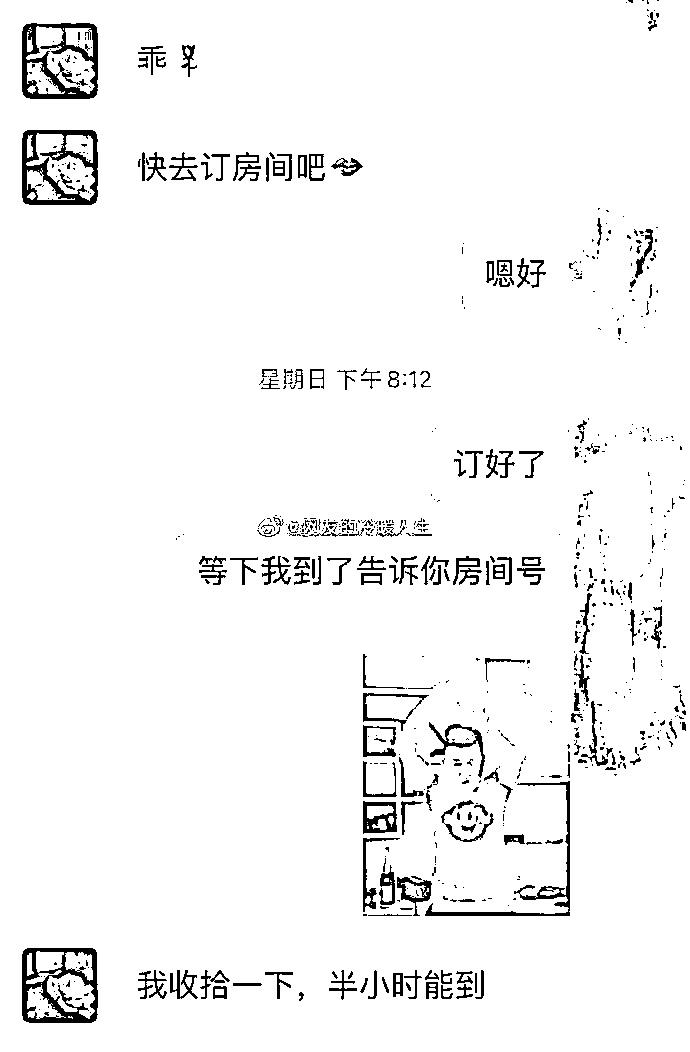 乖
快去订房间吧
嗯好
星期日 下午 8:12
订好了
@网友的冷暖人生
等下我到了告诉你房间号
我收拾一下，半小时能到